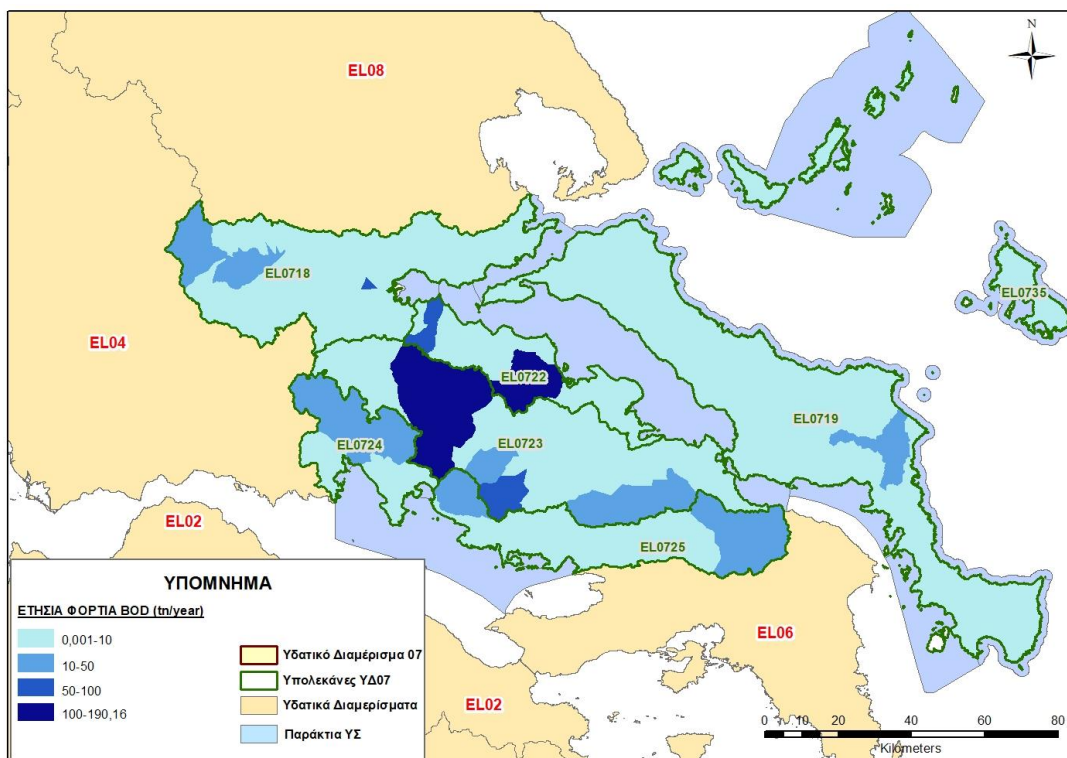 N
EL08
EL0718
EL0735
EL04
EL0722
EL0719
EL0723
EL0724
EL02
EL0725
EL06
EL02
ΥΠΟΜΝΗΜΑ
ΕΤΗΣΙΑ ΦΟΡΤΙΑ BOD (tn/year)
0,001-10
10-50
50-100
100-190,16
Υδατικό Διαμέρισμα 07
Υπολεκάνες ΥΔ07
Υδατικά Διαμερίσματα
Παράκτια ΥΣ
0 5 10 20 40 60 80
Kilometers